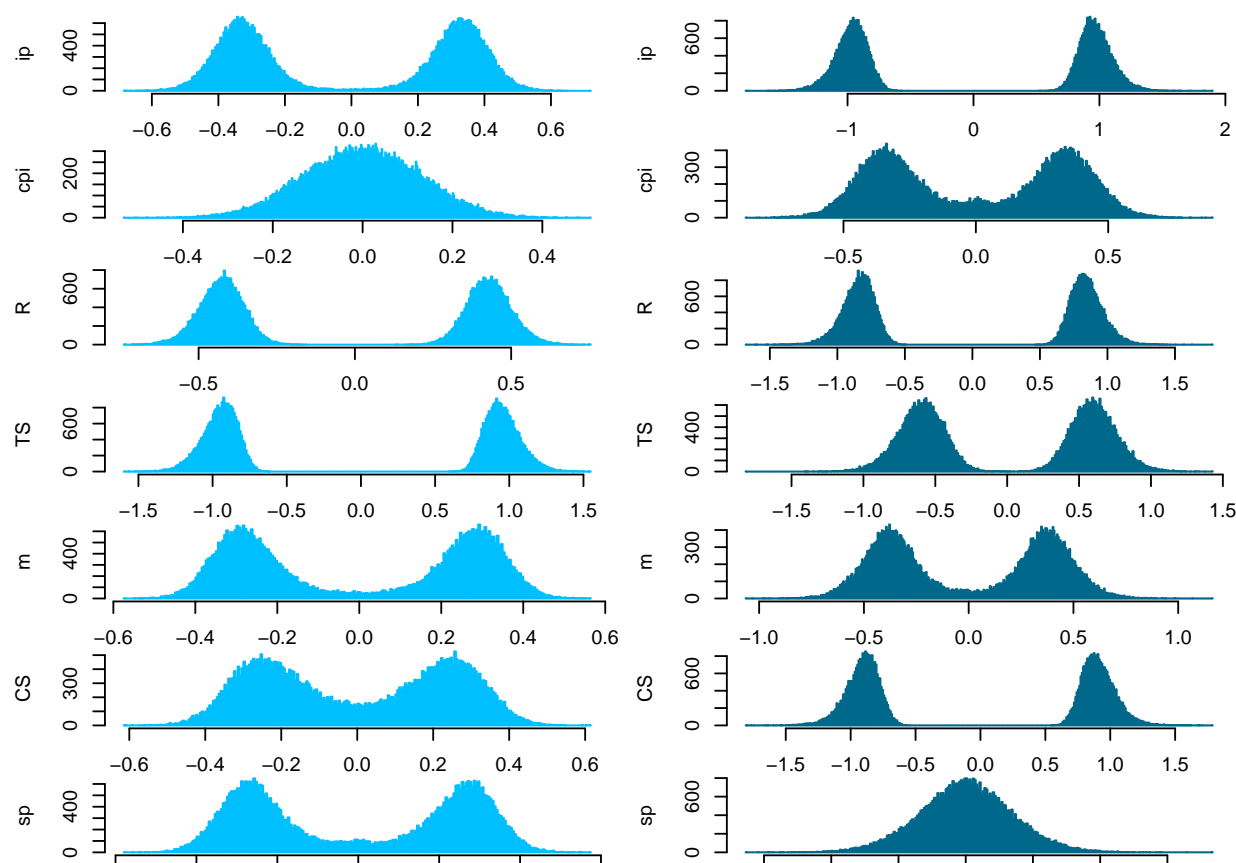 ip 0 400 −0.6 −0.4 −0.2 0.0 0.2 0.4 0.6
cpi 0 200 −0.4 −0.2 0.0 0.2 0.4
R 0 600 −0.5 0.0 0.5
TS 0 600 −1.5 −1.0 −0.5 0.0 0.5 1.0 1.5
m 0 400 −0.6 −0.4 −0.2 0.0 0.2 0.4 0.6
CS 0 300 −0.6 −0.4 −0.2 0.0 0.2 0.4 0.6
sp 0 400
ip 0 600 −1 0 1 2
cpi 0 300 −0.5 0.0 0.5
R 0 600 −1.5 −1.0 −0.5 0.0 0.5 1.0 1.5
TS 0 400 −1.5 −1.0 −0.5 0.0 0.5 1.0 1.5
m 0 300 −1.0 −0.5 0.0 0.5 1.0
CS 0 600 −1.5 −1.0 −0.5 0.0 0.5 1.0 1.5
sp 0 600